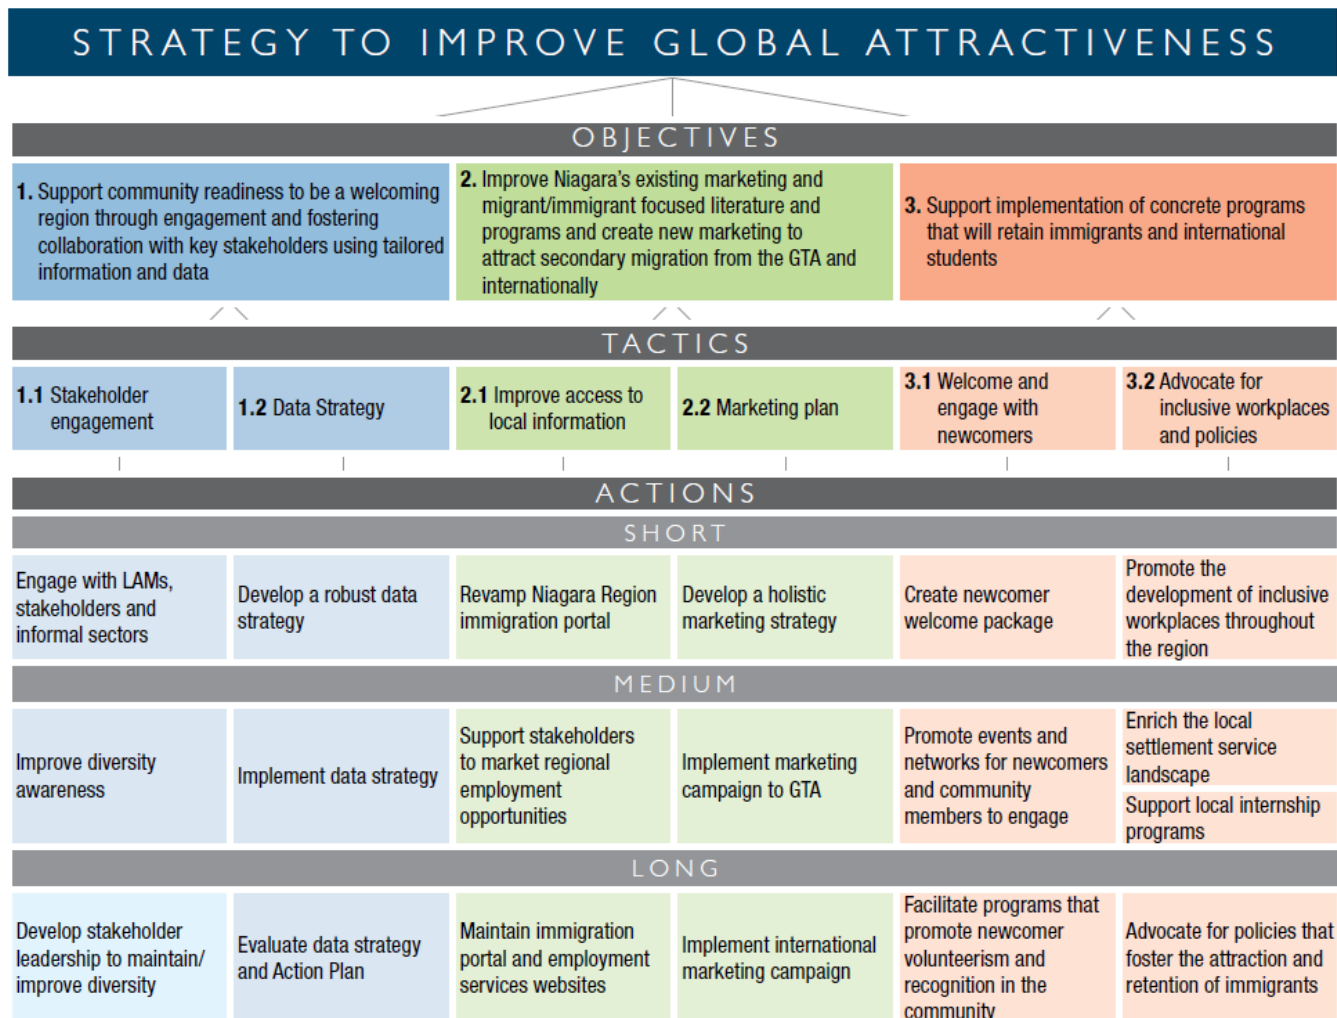 STRATEGY TO IMPROVE GLOBAL ATTRACTIVENESS
OBJECTIVES
1. Support community readiness to be a welcoming
region through engagement and fostering
collaboration with key stakeholders using tailored
information and data
2. Improve Niagara's existing marketing and
migrant/immigrant focused literature and
programs and create new marketing to
attract secondary migration from the GTA and
internationally
3. Support implementation of concrete programs
that will retain immigrants and international
students
TACTICS
1.1 Stakeholder
engagement
1.2 Data Strategy
2.1 Improve access to
local information
2.2 Marketing plan
3.1 Welcome and
engage with
newcomers
3.2 Advocate for
inclusive workplaces
and policies
ACTIONS
SHORT
Engage with LAMs,
stakeholders and
informal sectors
Develop a robust data
strategy
Revamp Niagara Region
immigration portal
Develop a holistic
marketing strategy
Create newcomer
welcome package
Promote the
development of inclusive
workplaces throughout
the region
MEDIUM
Improve diversity
awareness
Implement data strategy
Support stakeholders
to market regional
employment
opportunities
Implement marketing
campaign to GTA
Promote events and
networks for newcomers
and community
members to engage
Enrich the local
settlement service
landscape
Support local internship
programs
LONG
Develop stakeholder
leadership to maintain/
improve diversity
Evaluate data strategy
and Action Plan
Maintain immigration
portal and employment
services websites
Implement international
marketing campaign
Facilitate programs that
promote newcomer
volunteerism and
recognition in the
community
Advocate for policies that
foster the attraction and
retention of immigrants